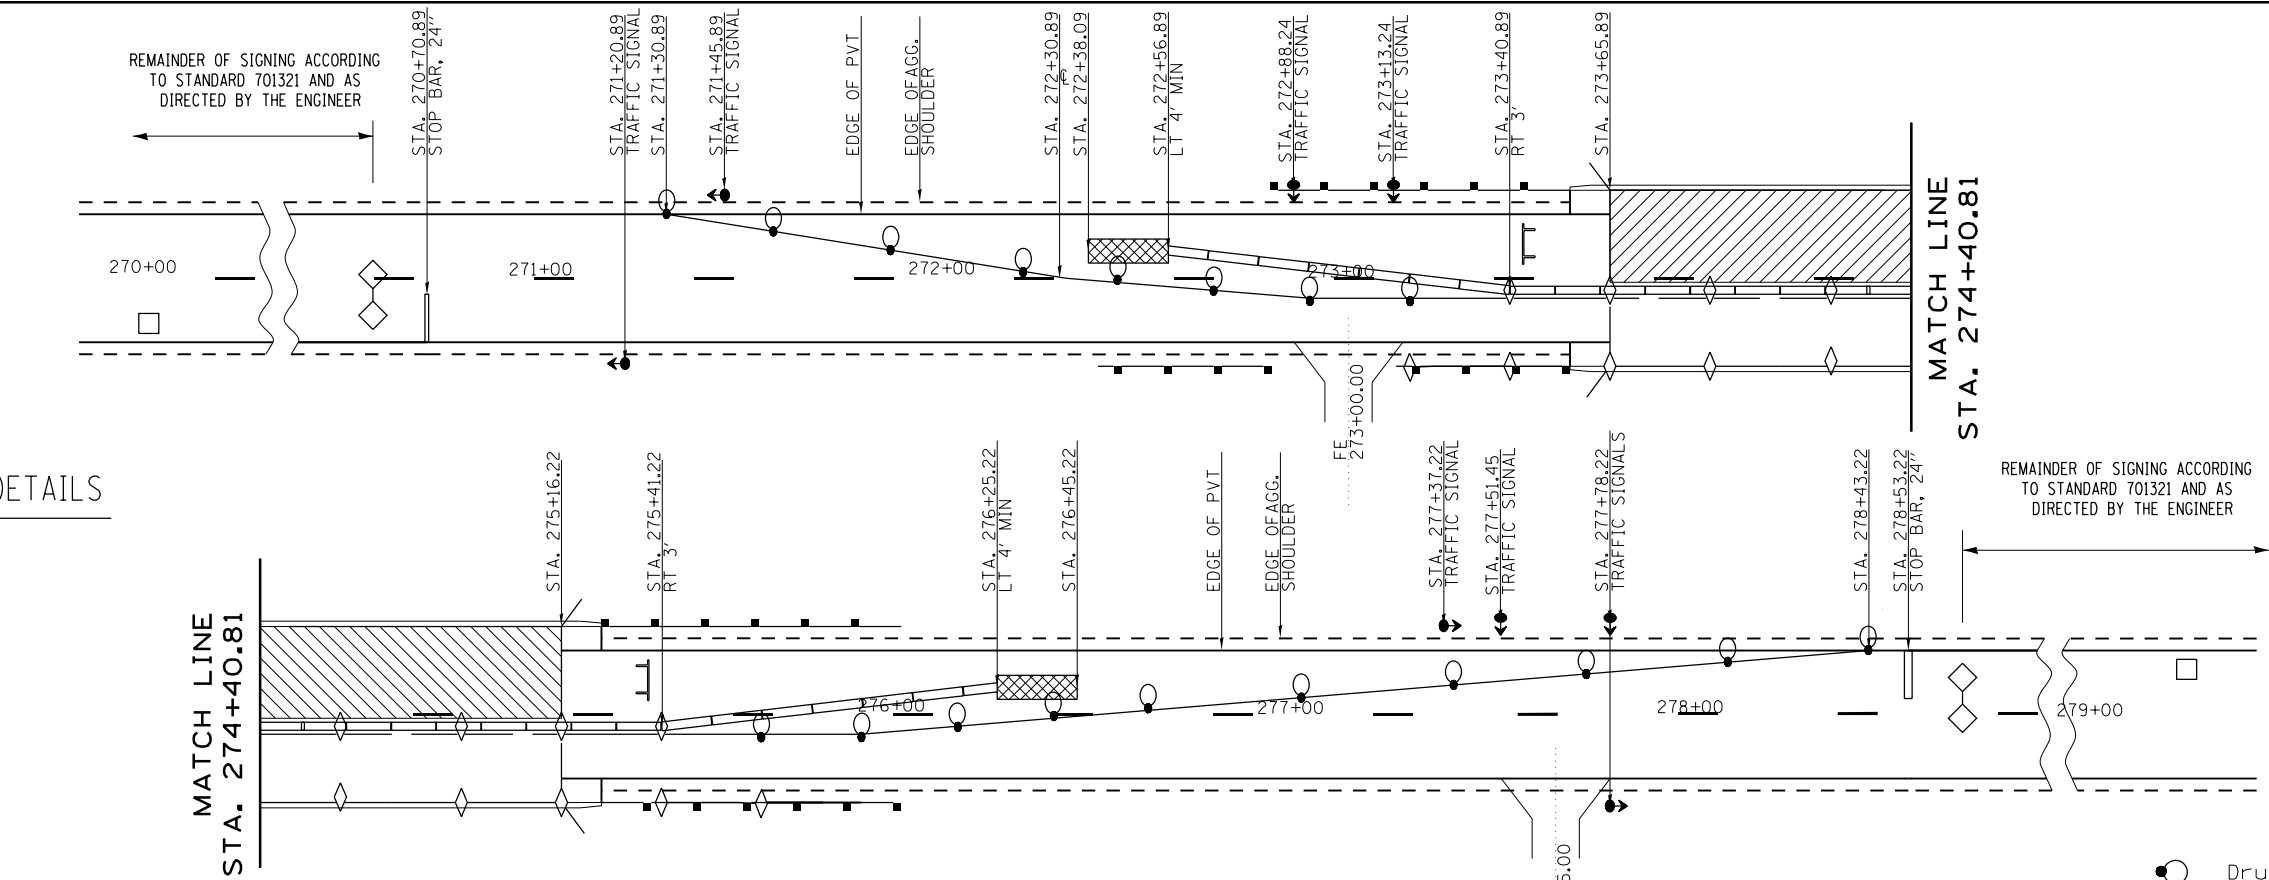 REMAINDER OF SIGNING ACCORDING
TO STANDARD 701321 AND AS
DIRECTED BY THE ENGINEER
STA. 270+70.89
STOP BAR, 24"
STA. 271+20.89
TRAFFIC SIGNAL
STA. 271+30.89
STA. 271+45.89
TRAFFIC SIGNAL
EDGE OF PVT
EDGE OFAGG.
SHOULDER
STA. 272+30.89
STA. 272+38.09
STA. 272+56.89
LT 4' MIN
STA. 272+88.24
TRAFFIC SIGNAL
STA. 273+13.24
TRAFFIC SIGNAL
STA. 273+40.89
RT 3'
STA. 273+65.89
270+00
271+00
272+00
273+00
MATCH LINE
STA. 274+40.81
FE
273+00.00
DETAILS
STA. 275+16.22
STA. 275+41.22
RT 3'
STA. 276+25.22
LT 4' MIN
STA. 276+45.22
EDGE OF PVT
EDGE OFAGG.
SHOULDER
STA. 277+37.22
TRAFFIC SIGNAL
STA. 277+51.45
TRAFFIC SIGNAL
STA. 277+78.22
TRAFFIC SIGNALS
STA. 278+43.22
STA. 278+53.22
STOP BAR, 24"
REMAINDER OF SIGNING ACCORDING
TO STANDARD 701321 AND AS
DIRECTED BY THE ENGINEER
MATCH LINE
STA. 274+40.81
276+00
277+00
278+00
279+00
5.00
Dru